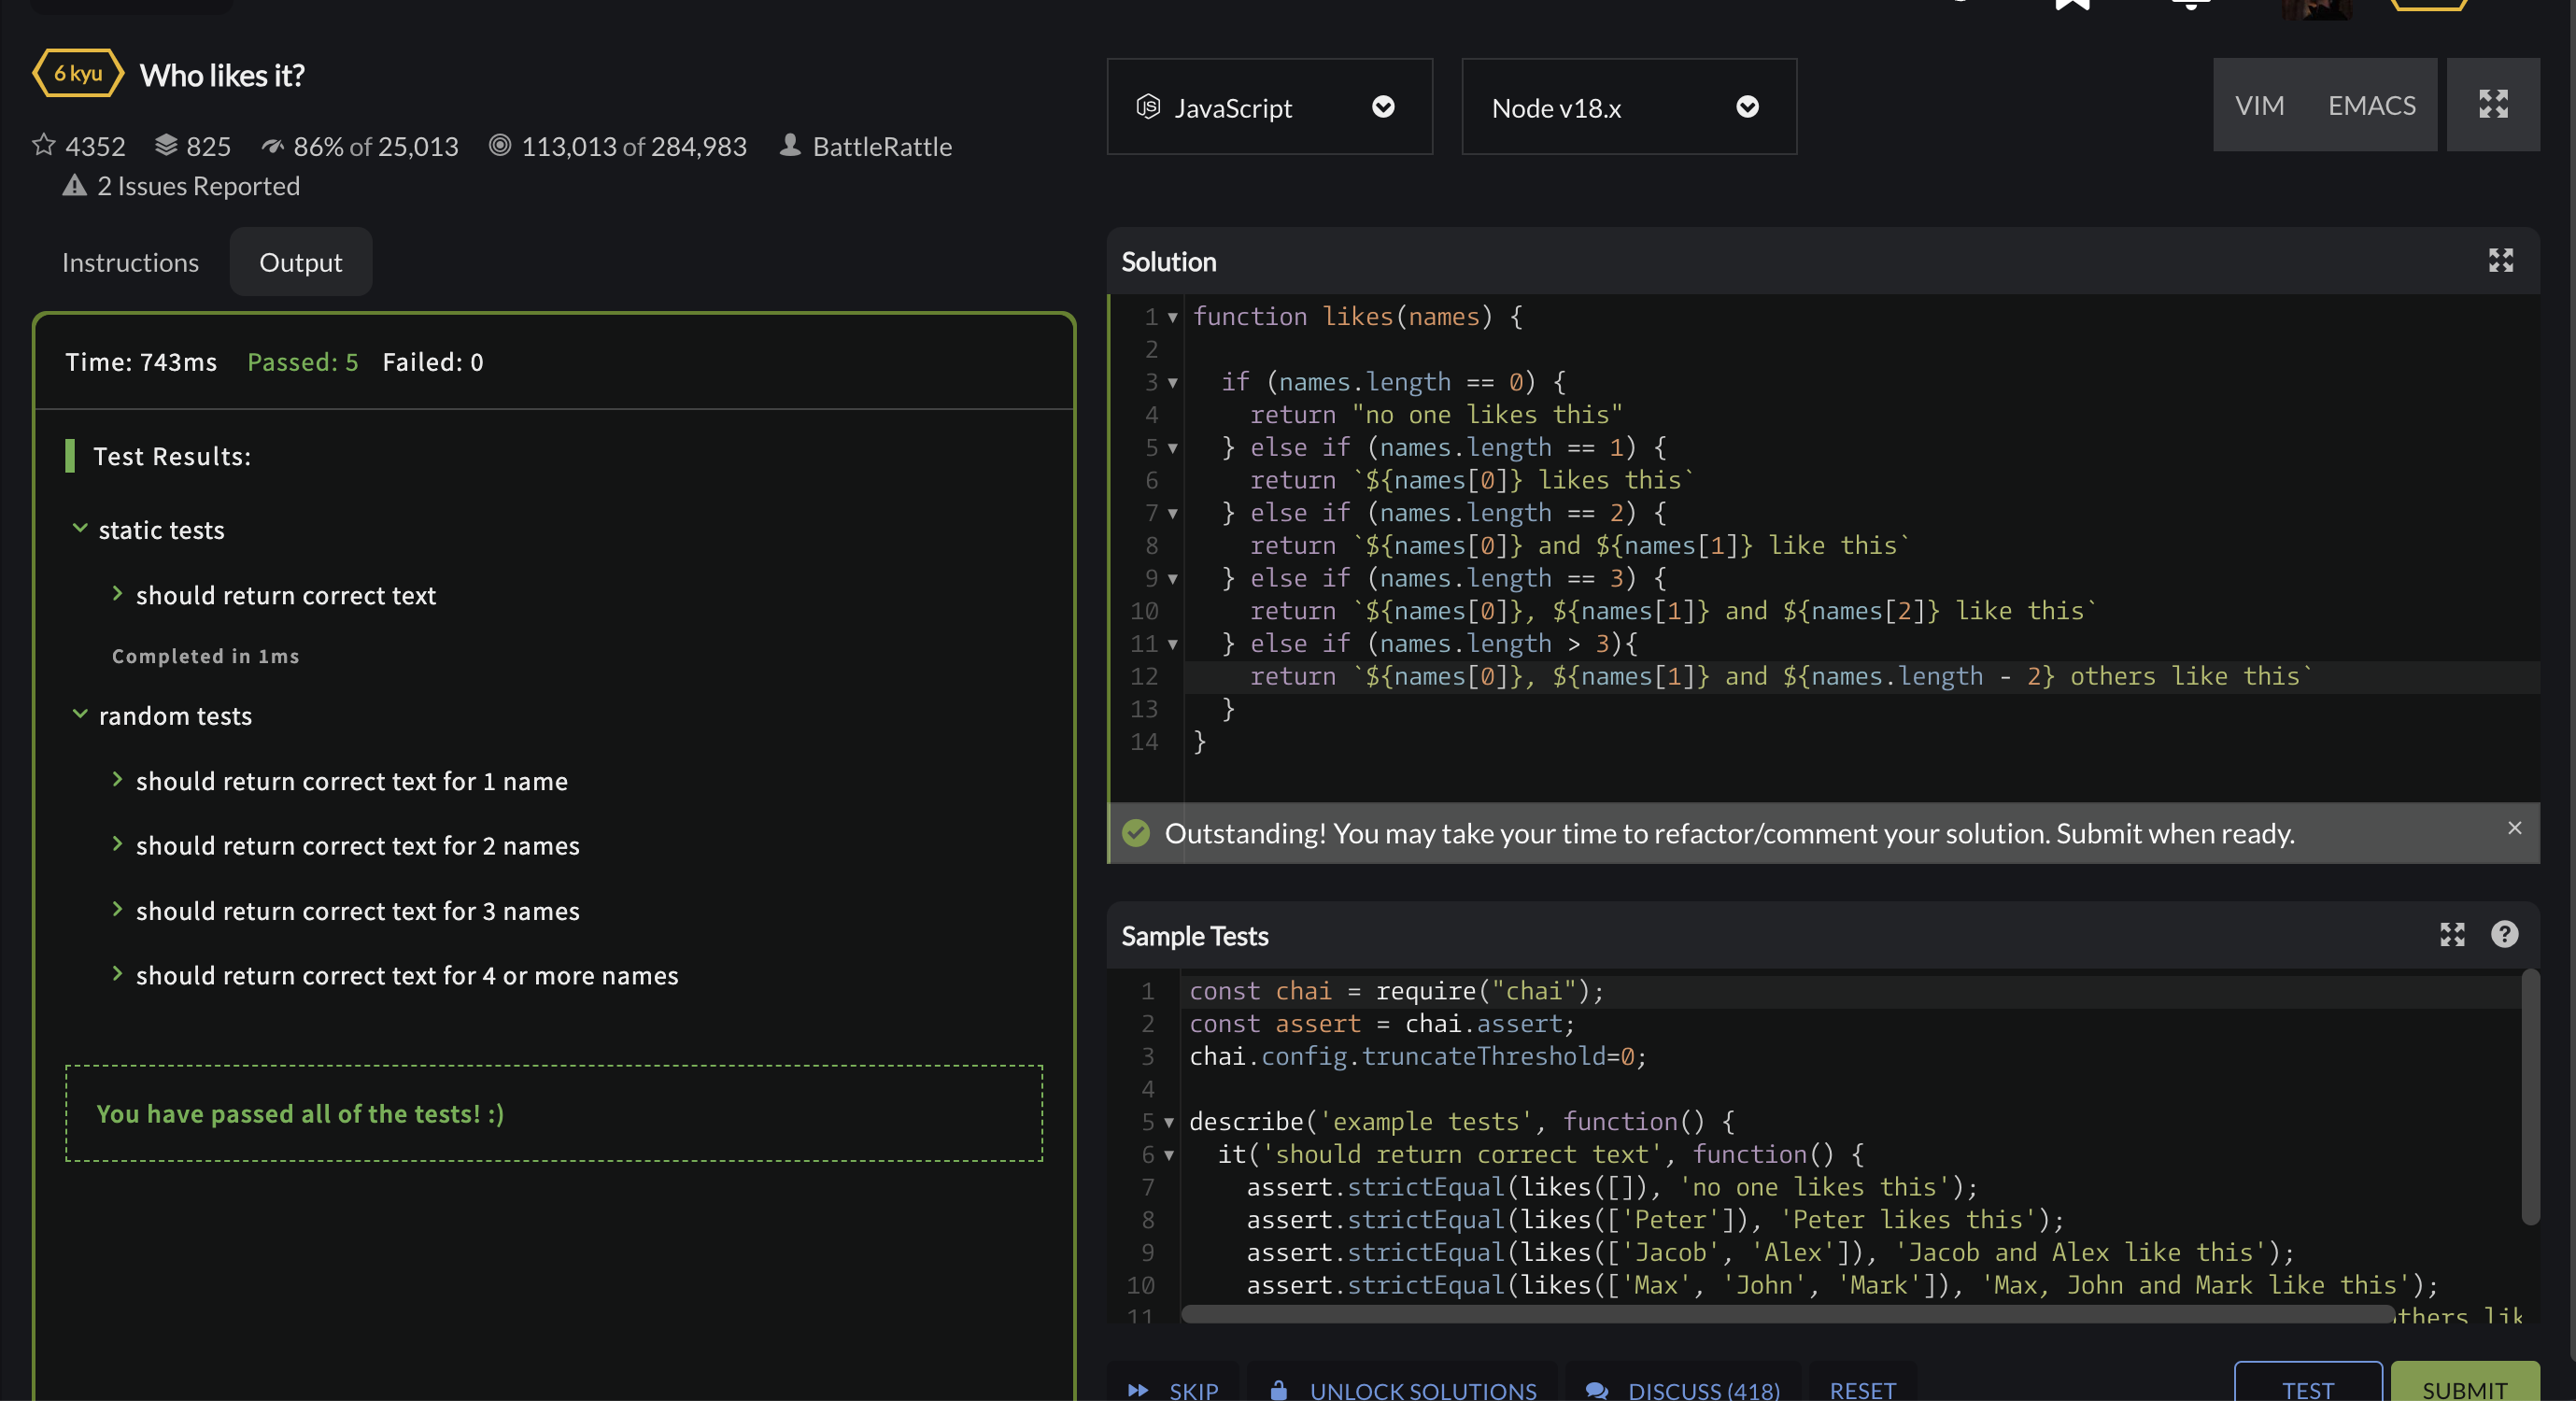 6 kyu Who likes it?
4352 825 86% of 25,013 113,013 of 284,983 BattleRattle
2 Issues Reported
Instructions Output
Time: 743ms Passed: 5 Failed: 0
Test Results:
static tests
should return correct text
Completed in 1ms
random tests
should return correct text for 1 name
should return correct text for 2 names
should return correct text for 3 names
should return correct text for 4 or more names
You have passed all of the tests! :)
JavaScript Node v18.x VIM EMACS
Solution
1 function likes(names) {
2
3   if (names.length == 0) {
4     return "no one likes this"
5   } else if (names.length == 1) {
6     return `${names[0]} likes this`
7   } else if (names.length == 2) {
8     return `${names[0]} and ${names[1]} like this`
9   } else if (names.length == 3) {
10     return `${names[0]}, ${names[1]} and ${names[2]} like this`
11   } else if (names.length > 3){
12     return `${names[0]}, ${names[1]} and ${names.length - 2} others like this`
13   }
14 }
Outstanding! You may take your time to refactor/comment your solution. Submit when ready.
Sample Tests
1 const chai = require("chai");
2 const assert = chai.assert;
3 chai.config.truncateThreshold=0;
4
5 describe('example tests', function() {
6   it('should return correct text', function() {
7     assert.strictEqual(likes([]), 'no one likes this');
8     assert.strictEqual(likes(['Peter']), 'Peter likes this');
9     assert.strictEqual(likes(['Jacob', 'Alex']), 'Jacob and Alex like this');
10     assert.strictEqual(likes(['Max', 'John', 'Mark']), 'Max, John and Mark like this');
11 thers lik
SKIP UNLOCK SOLUTIONS DISCUSS (418) RESET TEST SUBMIT